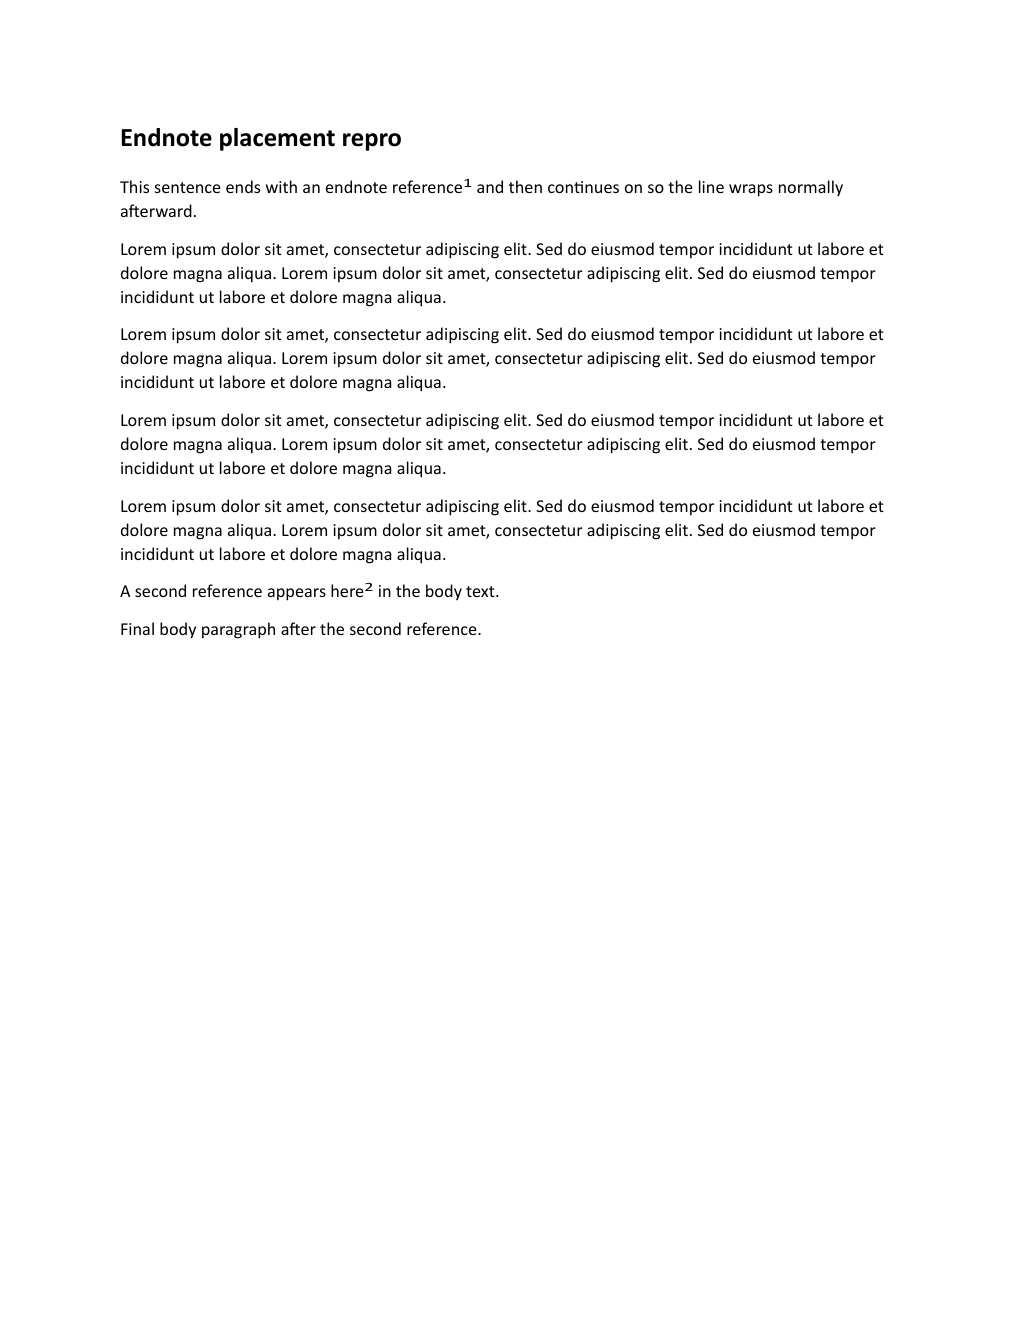 Endnote placement repro
This sentence ends with an endnote reference¹ and then continues on so the line wraps normally
afterward.
Lorem ipsum dolor sit amet, consectetur adipiscing elit. Sed do eiusmod tempor incididunt ut labore et
dolore magna aliqua. Lorem ipsum dolor sit amet, consectetur adipiscing elit. Sed do eiusmod tempor
incididunt ut labore et dolore magna aliqua.
Lorem ipsum dolor sit amet, consectetur adipiscing elit. Sed do eiusmod tempor incididunt ut labore et
dolore magna aliqua. Lorem ipsum dolor sit amet, consectetur adipiscing elit. Sed do eiusmod tempor
incididunt ut labore et dolore magna aliqua.
Lorem ipsum dolor sit amet, consectetur adipiscing elit. Sed do eiusmod tempor incididunt ut labore et
dolore magna aliqua. Lorem ipsum dolor sit amet, consectetur adipiscing elit. Sed do eiusmod tempor
incididunt ut labore et dolore magna aliqua.
Lorem ipsum dolor sit amet, consectetur adipiscing elit. Sed do eiusmod tempor incididunt ut labore et
dolore magna aliqua. Lorem ipsum dolor sit amet, consectetur adipiscing elit. Sed do eiusmod tempor
incididunt ut labore et dolore magna aliqua.
A second reference appears here² in the body text.
Final body paragraph after the second reference.